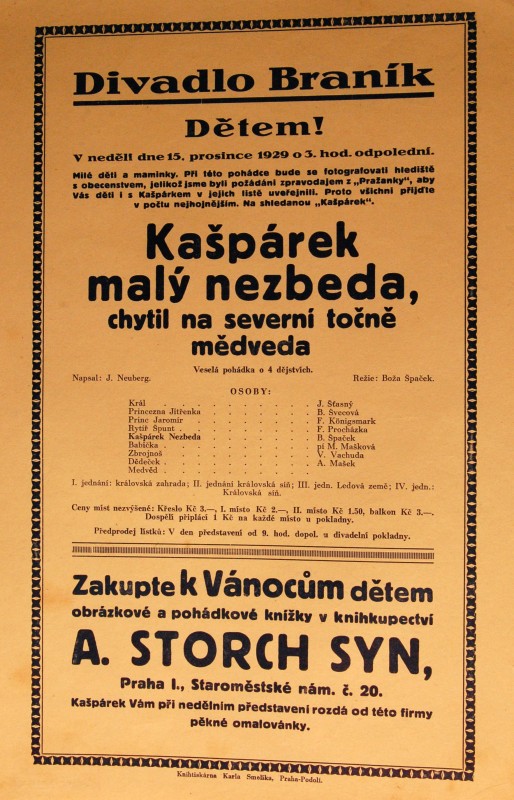 Divadlo Braník
Dětem!
V neděli dne 15. prosince 1929 o 3. hod. odpolední.
Milé děti a maminky. Při této pohádce bude se fotografovati hlediště
s obecenstvem, jelikož jsme byli požádáni zpravodajem z „Pražanky“, aby
Vás děti i s Kašpárkem v jejich listě uveřejnili. Proto všichni přijďte
v počtu nejhojnějším. Na shledanou „Kašpárek“.
Kašpárek
malý nezbeda,
chytil na severní točně
mědveda
Veselá pohádka o 4 dějstvích.
Napsal: J. Neuberg. Režie: Boža Špaček.
OSOBY:
Král . . . . . . . . . J. Šťasný
Princezna Jitřenka . . . . . . . . . B. Švecová
Princ Jaromír . . . . . . . . . F. Königsmark
Rytíř Špunt . . . . . . . . . . F. Procházka
Kašpárek Nezbeda . . . . . . . . . B. Špaček
Babička . . . . . . . . . . pí M. Mašková
Zbrojnoš . . . . . . . . . V. Vachuda
Dědeček . . . . . . . . . . A. Mašek
Medvěd . . . . . . . . . .
I. jednání: královská zahrada; II. jednání královská síň; III. jedn. Ledová země; IV. jedn.:
Královská síň.
Ceny míst nezvýšené: Křeslo Kč 3.—, I. místo Kč 2.—, II. místo Kč 1.50, balkon Kč 3.—.
Dospělí připlácí 1 Kč na každé místo u pokladny.
Předprodej lístků: V den představení od 9. hod. dopol. u divadelní pokladny.
Zakupte k Vánocům dětem
obrázkové a pohádkové knížky v knihkupectví
A. STORCH SYN,
Praha I., Staroměstské nám. č. 20.
Kašpárek Vám při nedělním představení rozdá od této firmy
pěkné omalovánky.
Knihtiskárna Karla Smolíka, Praha-Podolí.